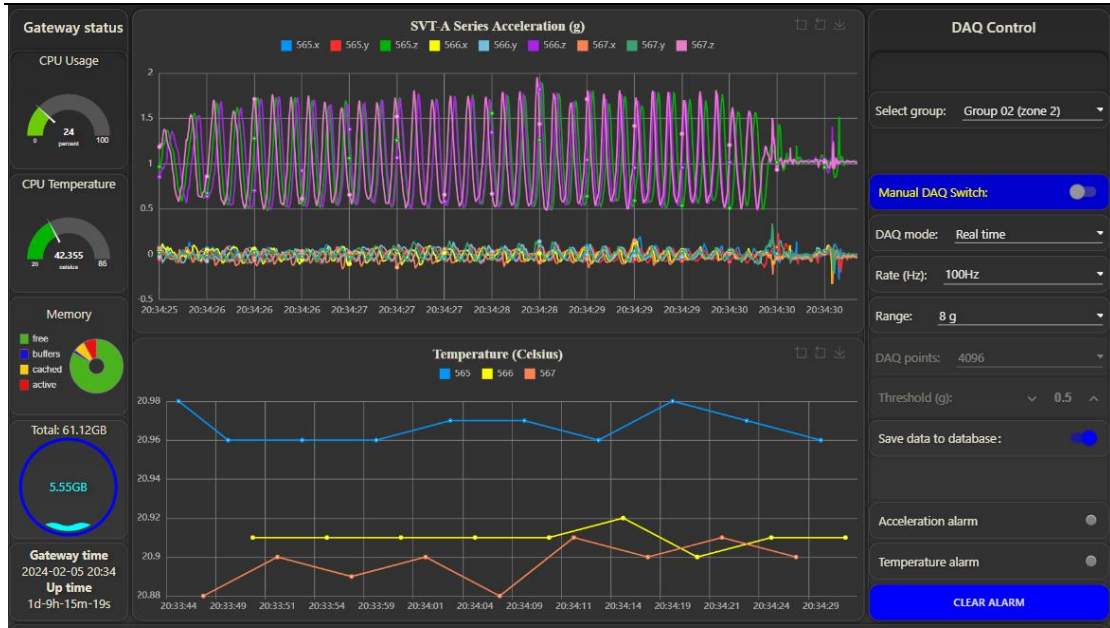 Gateway status
CPU Usage
24
percent
0
100
CPU Temperature
42.355
celsius
20
85
Memory
free
buffers
cached
active
Total: 61.12GB
5.55GB
Gateway time
2024-02-05 20:34
Up time
1d-9h-15m-19s
SVT-A Series Acceleration (g)
565.x 565.y 565.z 566.x 566.y 566.z 567.x 567.y 567.z
2
1.5
1
0.5
0
-0.5
20:34:25 20:34:26 20:34:26 20:34:26 20:34:27 20:34:27 20:34:27 20:34:28 20:34:28 20:34:29 20:34:29 20:34:29 20:34:30 20:34:30 20:34:30
Temperature (Celsius)
565 566 567
20.98
20.96
20.94
20.92
20.9
20.88
20:33:44 20:33:49 20:33:51 20:33:54 20:33:59 20:34:01 20:34:04 20:34:09 20:34:11 20:34:14 20:34:19 20:34:21 20:34:24 20:34:29
DAQ Control
Select group: Group 02 (zone 2)
Manual DAQ Switch:
DAQ mode: Real time
Rate (Hz): 100Hz
Range: 8 g
DAQ points: 4096
Threshold (g): 0.5
Save data to database:
Acceleration alarm
Temperature alarm
CLEAR ALARM